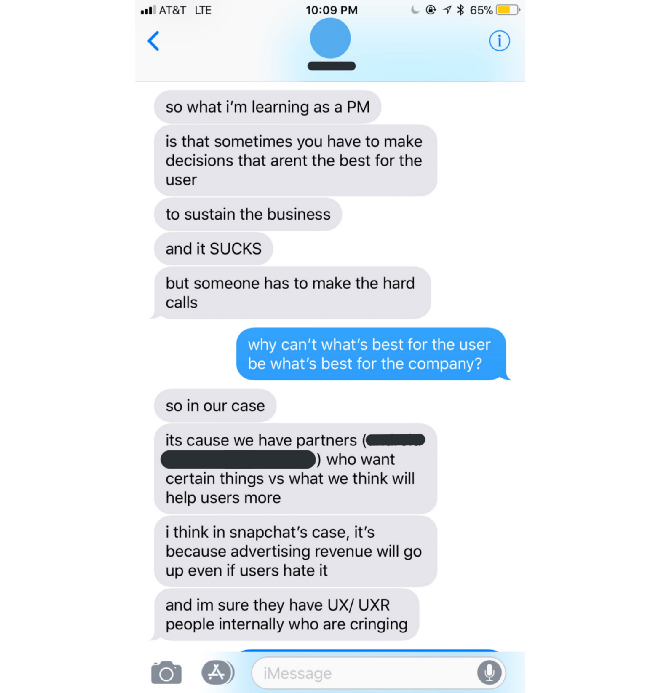 AT&T LTE
10:09 PM
65%
so what i'm learning as a PM
is that sometimes you have to make
decisions that arent the best for the
user
to sustain the business
and it SUCKS
but someone has to make the hard
calls
why can't what's best for the user
be what's best for the company?
so in our case
its cause we have partners (
) who want
certain things vs what we think will
help users more
i think in snapchat's case, it's
because advertising revenue will go
up even if users hate it
and im sure they have UX/ UXR
people internally who are cringing
iMessage